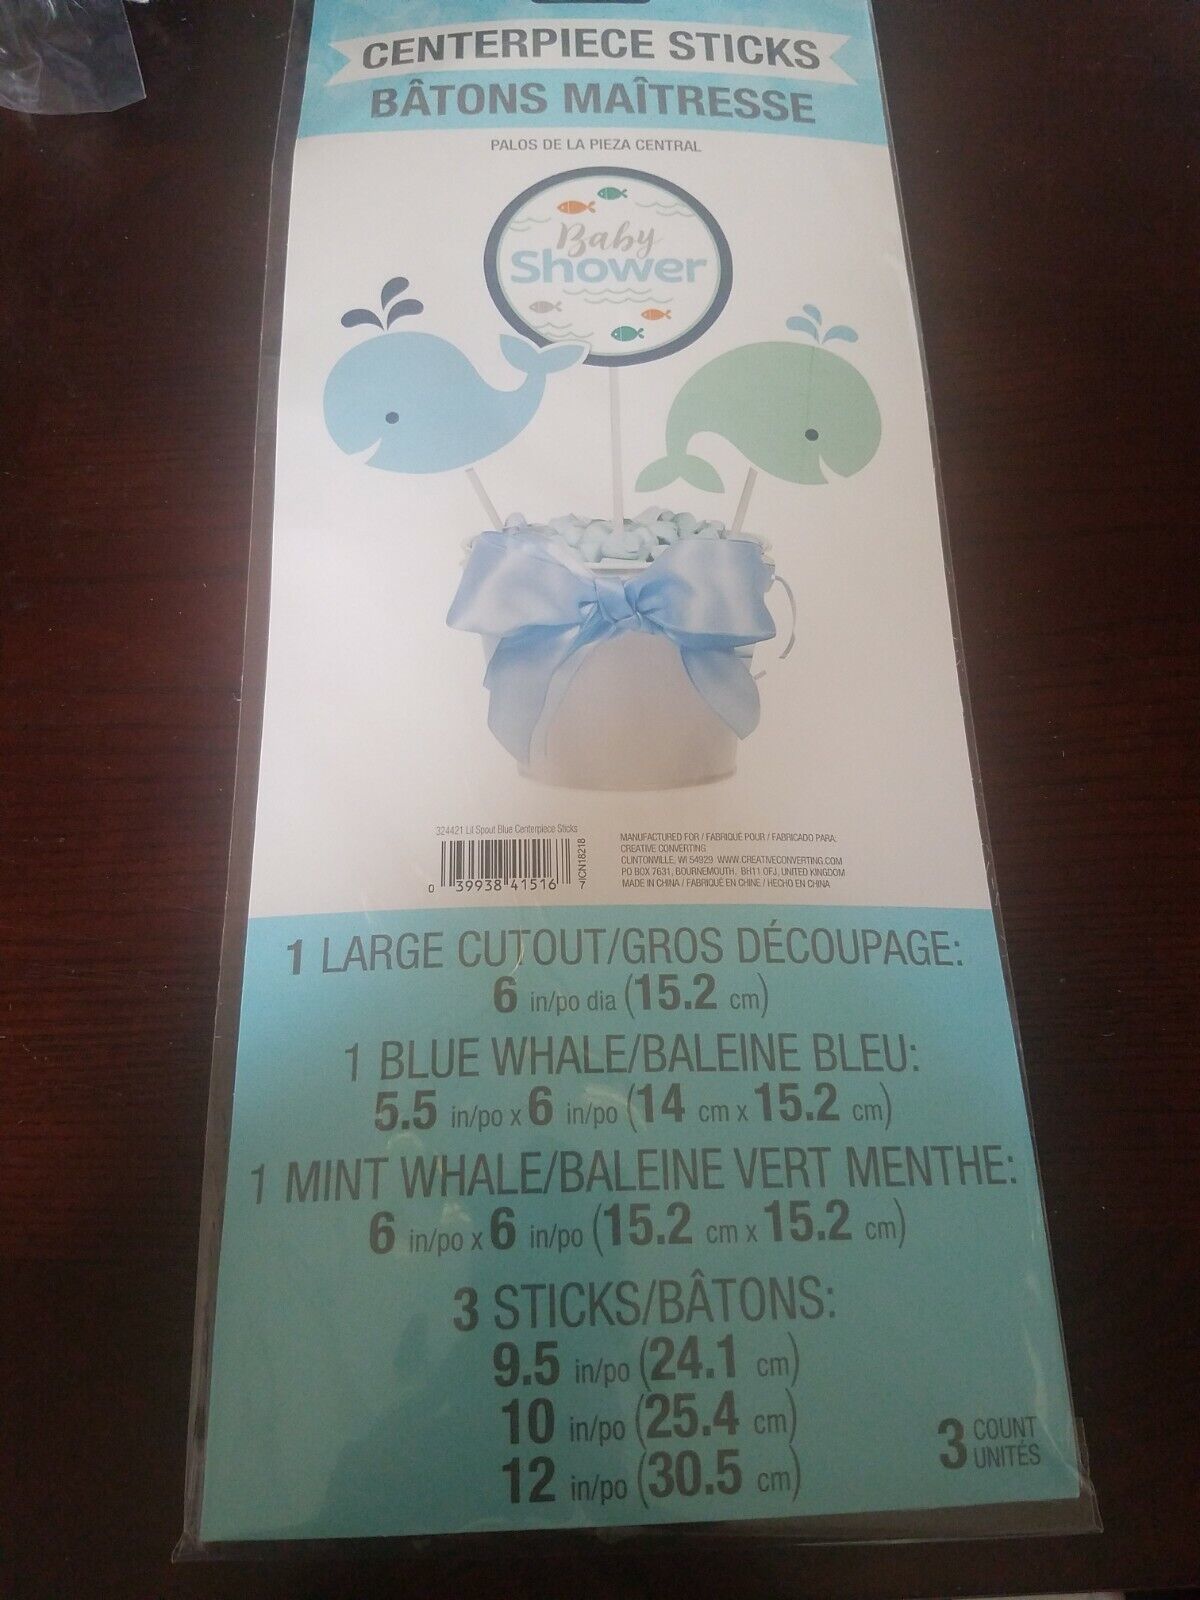 CENTERPIECE STICKS
BÂTONS MAÎTRESSE
PALOS DE LA PIEZA CENTRAL
Baby
Shower
324421 Lil Spout Blue Centerpiece Sticks
0 39938 41516 7
ICN18218
MANUFACTURED FOR / FABRIQUÉ POUR / FABRICADO PARA:
CREATIVE CONVERTING
CLINTONVILLE, WI 54929 WWW.CREATIVECONVERTING.COM
PO BOX 7631, BOURNEMOUTH, BH11 0FJ, UNITED KINGDOM
MADE IN CHINA / FABRIQUÉ EN CHINE / HECHO EN CHINA
1 LARGE CUTOUT/GROS DÉCOUPAGE:
6 in/po dia (15.2 cm)
1 BLUE WHALE/BALEINE BLEU:
5.5 in/po x 6 in/po (14 cm x 15.2 cm)
1 MINT WHALE/BALEINE VERT MENTHE:
6 in/po x 6 in/po (15.2 cm x 15.2 cm)
3 STICKS/BÂTONS:
9.5 in/po (24.1 cm)
10 in/po (25.4 cm)
12 in/po (30.5 cm)
3 COUNT
UNITÉS